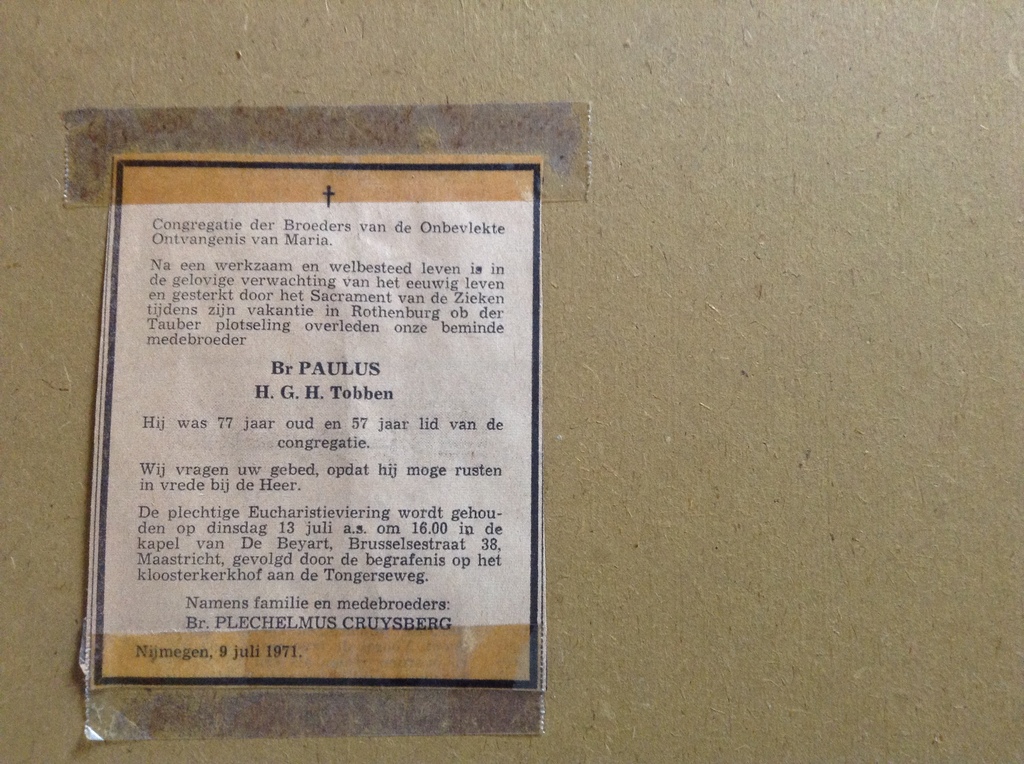 Congregatie der Broeders van de Onbevlekte
Ontvangenis van Maria.
Na een werkzaam en welbesteed leven is in
de gelovige verwachting van het eeuwig leven
en gesterkt door het Sacrament van de Zieken
tijdens zijn vakantie in Rothenburg ob der
Tauber plotseling overleden onze beminde
medebroeder
Br PAULUS
H. G. H. Tobben
Hij was 77 jaar oud en 57 jaar lid van de
congregatie.
Wij vragen uw gebed, opdat hij moge rusten
in vrede bij de Heer.
De plechtige Eucharistieviering wordt gehou-
den op dinsdag 13 juli a.s. om 16.00 in de
kapel van De Beyart, Brusselsestraat 38,
Maastricht, gevolgd door de begrafenis op het
kloosterkerkhof aan de Tongerseweg.
Namens familie en medebroeders:
Br. PLECHELMUS CRUYSBERG
Nijmegen, 9 juli 1971.